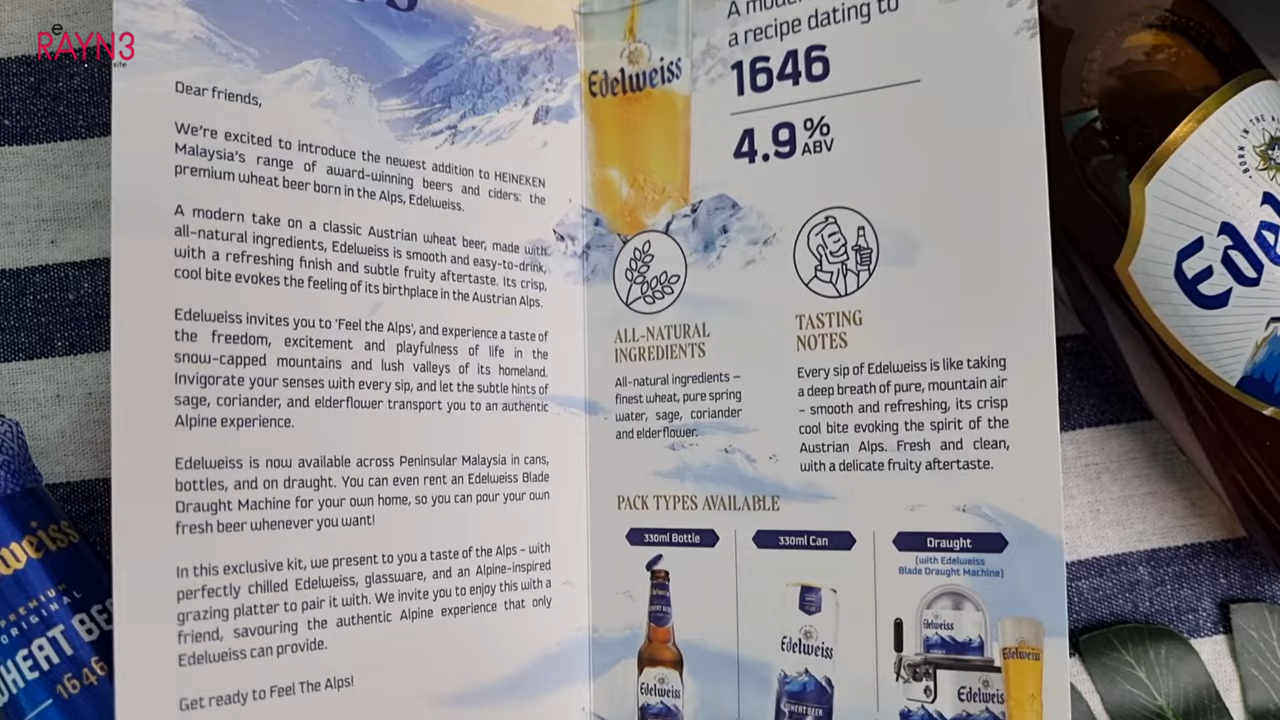 e
RAYN3
site
Dear friends,
We're excited to introduce the newest addition to HEINEKEN
Malaysia's range of award-winning beers and ciders: the
premium wheat beer born in the Alps, Edelweiss.
A modern take on a classic Austrian wheat beer, made with
all-natural ingredients, Edelweiss is smooth and easy-to-drink,
with a refreshing finish and subtle fruity aftertaste. Its crisp,
cool bite evokes the feeling of its birthplace in the Austrian Alps.
Edelweiss invites you to 'Feel the Alps', and experience a taste of
the freedom, excitement and playfulness of life in the
snow-capped mountains and lush valleys of its homeland.
Invigorate your senses with every sip, and let the subtle hints of
sage, coriander, and elderflower transport you to an authentic
Alpine experience.
Edelweiss is now available across Peninsular Malaysia in cans,
bottles, and on draught. You can even rent an Edelweiss Blade
Draught Machine for your own home, so you can pour your own
fresh beer whenever you want!
In this exclusive kit, we present to you a taste of the Alps – with
perfectly chilled Edelweiss, glassware, and an Alpine-inspired
grazing platter to pair it with. We invite you to enjoy this with a
friend, savouring the authentic Alpine experience that only
Edelweiss can provide.
Get ready to Feel The Alps!
Edelweiss
a recipe dating to
1646
4.9% ABV
ALL-NATURAL
INGREDIENTS
All-natural ingredients –
finest wheat, pure spring
water, sage, coriander
and elderflower.
TASTING
NOTES
Every sip of Edelweiss is like taking
a deep breath of pure, mountain air
– smooth and refreshing, its crisp
cool bite evoking the spirit of the
Austrian Alps. Fresh and clean,
with a delicate fruity aftertaste.
PACK TYPES AVAILABLE
330ml Bottle
330ml Can
Draught
(with Edelweiss
Blade Draught Machine)
Edelweiss
Edelweiss
WHEAT BEER
Edelweiss
Edelweiss
Edelweiss
PREMIUM
ORIGINAL
WHEAT BE
1646
BORN IN THE
Edel